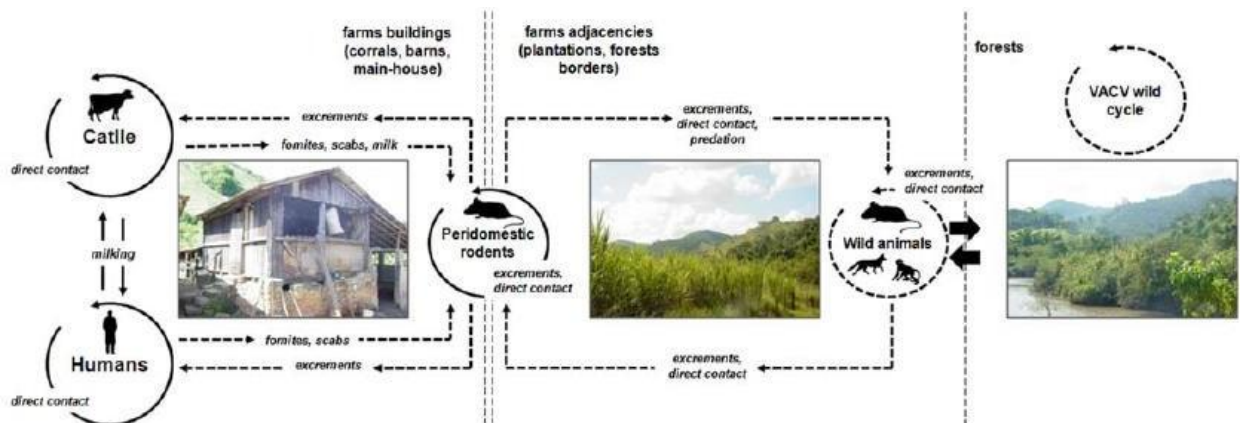 farms buildings
(corrals, barns,
main-house)
farms adjacencies
(plantations, forests
borders)
forests
Catlle
direct contact
excrements
fomites, scabs, milk
milking
Humans
direct contact
fomites, scabs
excrements
Peridomestic
rodents
excrements,
direct contact
excrements,
direct contact,
predation
excrements,
direct contact
Wild animals
excrements,
direct contact
VACV wild
cycle